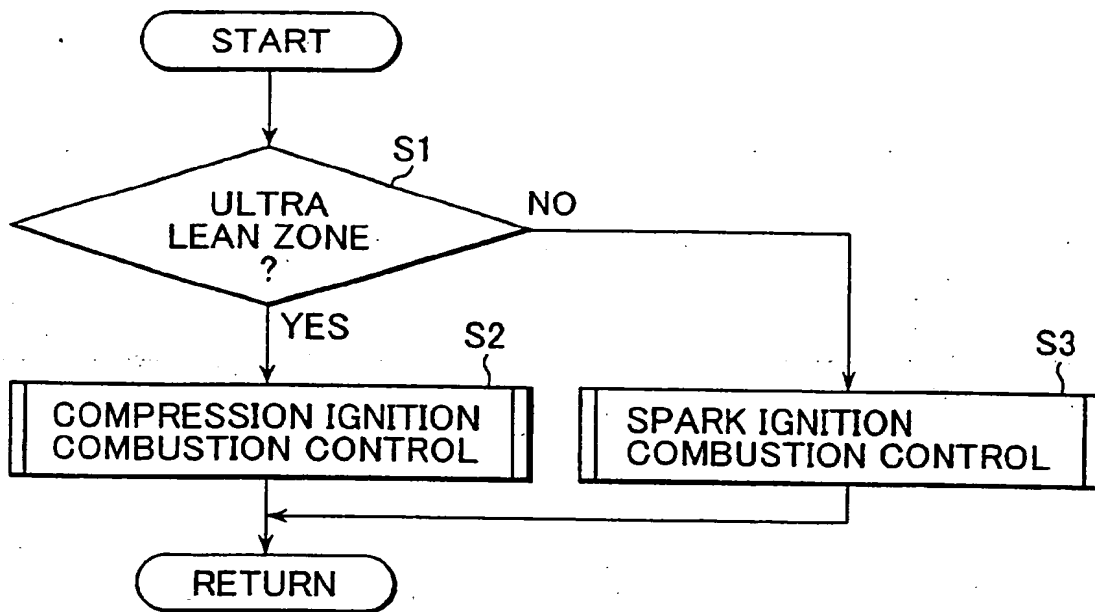 START
S1
ULTRA
LEAN ZONE
?
NO
YES
S2
COMPRESSION IGNITION
COMBUSTION CONTROL
S3
SPARK IGNITION
COMBUSTION CONTROL
RETURN